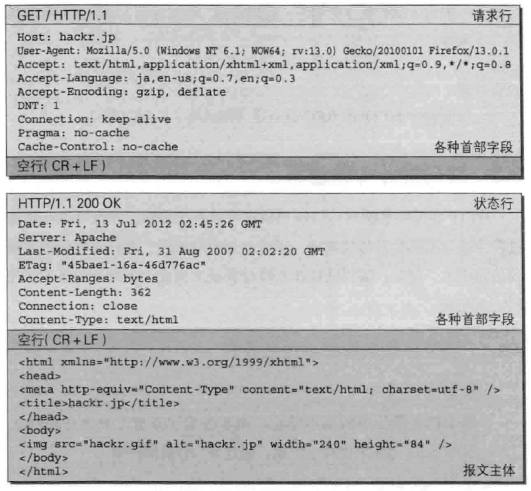 GET / HTTP/1.1 请求行
Host: hackr.jp
User-Agent: Mozilla/5.0 (Windows NT 6.1; WOW64; rv:13.0) Gecko/20100101 Firefox/13.0.1
Accept: text/html,application/xhtml+xml,application/xml;q=0.9,*/*;q=0.8
Accept-Language: ja,en-us;q=0.7,en;q=0.3
Accept-Encoding: gzip, deflate
DNT: 1
Connection: keep-alive
Pragma: no-cache
Cache-Control: no-cache 各种首部字段
空行( CR + LF )
HTTP/1.1 200 OK 状态行
Date: Fri, 13 Jul 2012 02:45:26 GMT
Server: Apache
Last-Modified: Fri, 31 Aug 2007 02:02:20 GMT
ETag: "45bae1-16a-46d776ac"
Accept-Ranges: bytes
Content-Length: 362
Connection: close
Content-Type: text/html 各种首部字段
空行( CR + LF )
<html xmlns="http://www.w3.org/1999/xhtml">
<head>
<meta http-equiv="Content-Type" content="text/html; charset=utf-8" />
<title>hackr.jp</title>
</head>
<body>
<img src="hackr.gif" alt="hackr.jp" width="240" height="84" />
</body>
</html> 报文主体